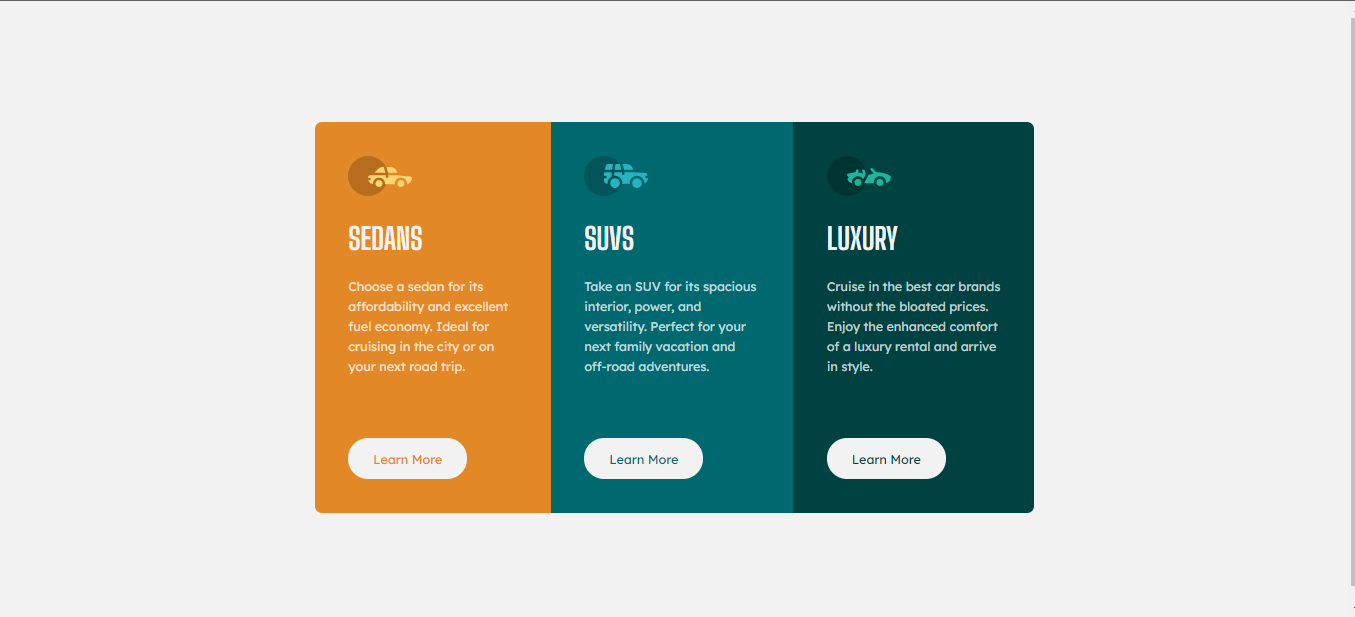 SEDANS
Choose a sedan for its
affordability and excellent
fuel economy. Ideal for
cruising in the city or on
your next road trip.
Learn More
SUVS
Take an SUV for its spacious
interior, power, and
versatility. Perfect for your
next family vacation and
off-road adventures.
Learn More
LUXURY
Cruise in the best car brands
without the bloated prices.
Enjoy the enhanced comfort
of a luxury rental and arrive
in style.
Learn More